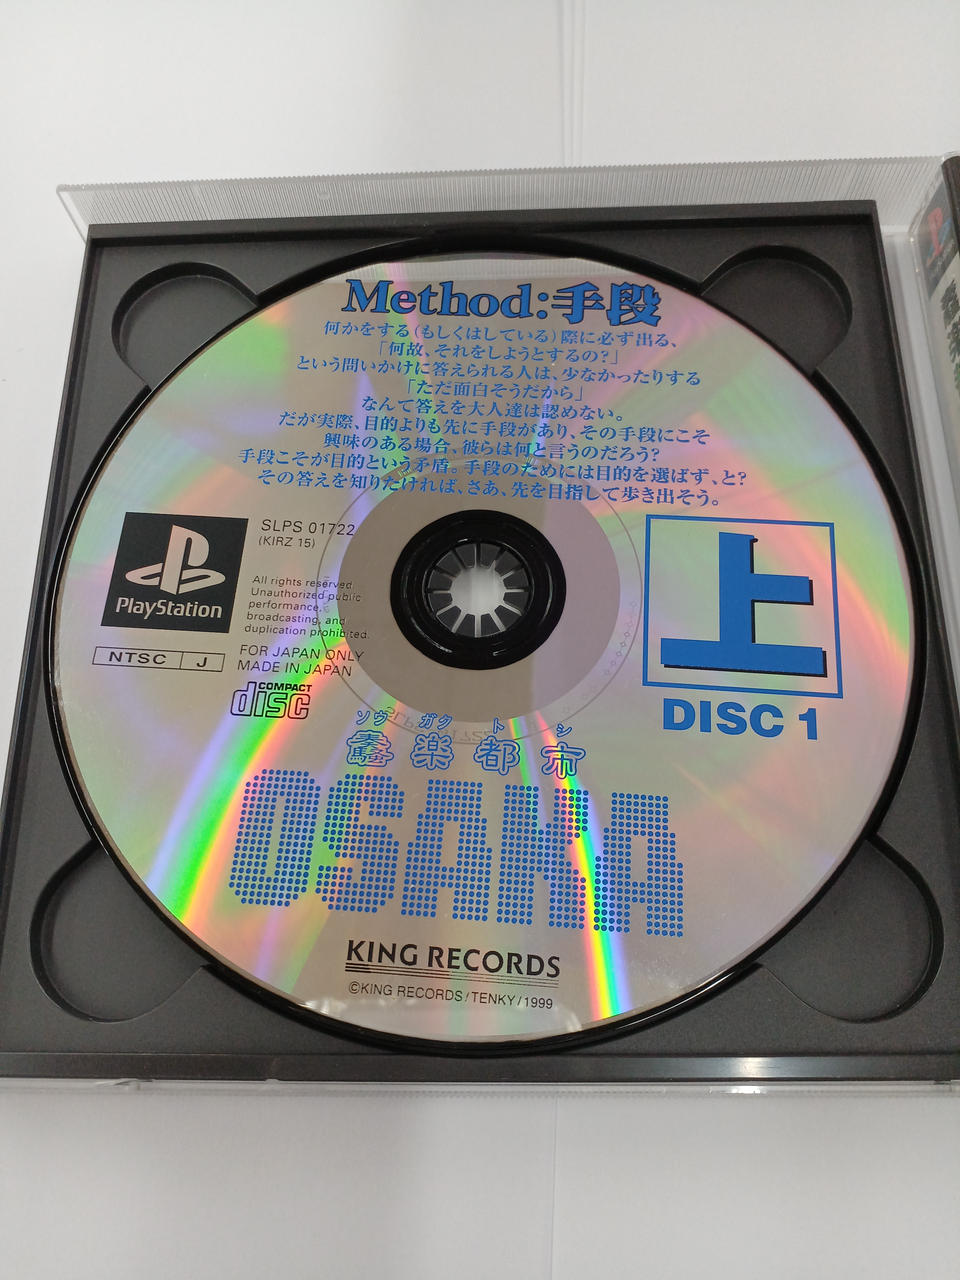 Method:手段
何かをする(もしくはしている)際に必ず出る、
「何故、それをしようとするの?」
という問いかけに答えられる人は、少なかったりする
「ただ面白そうだから」
なんて答えを大人達は認めない。
だが実際、目的よりも先に手段があり、その手段にこそ
興味のある場合、彼らは何と言うのだろう?
手段こそが目的という矛盾。手段のためには目的を選ばず、と?
その答えを知りたければ、さあ、先を目指して歩き出そう。
PlayStation
SLPS 01722
(KIRZ 15)
All rights reserved.
Unauthorized public
performance,
broadcasting, and
duplication prohibited.
NTSC J
FOR JAPAN ONLY
MADE IN JAPAN
COMPACT
disc
上
DISC 1
ソウ ガク ト シ
騒楽都市
OSAKA
KING RECORDS
©KING RECORDS/TENKY/1999